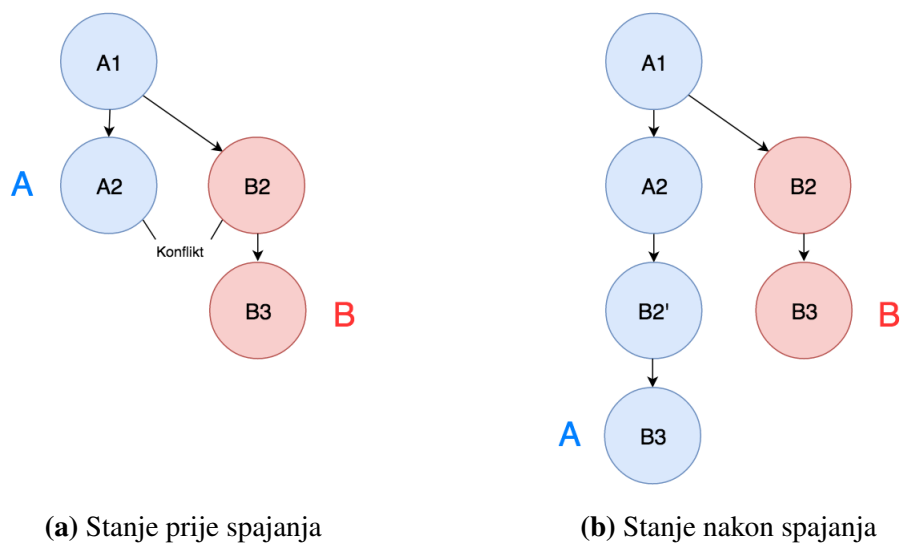 A1
A2
B2
A
Konflikt
B3
B
(a) Stanje prije spajanja
A1
A2
B2
B2'
B3
B
A
B3
(b) Stanje nakon spajanja